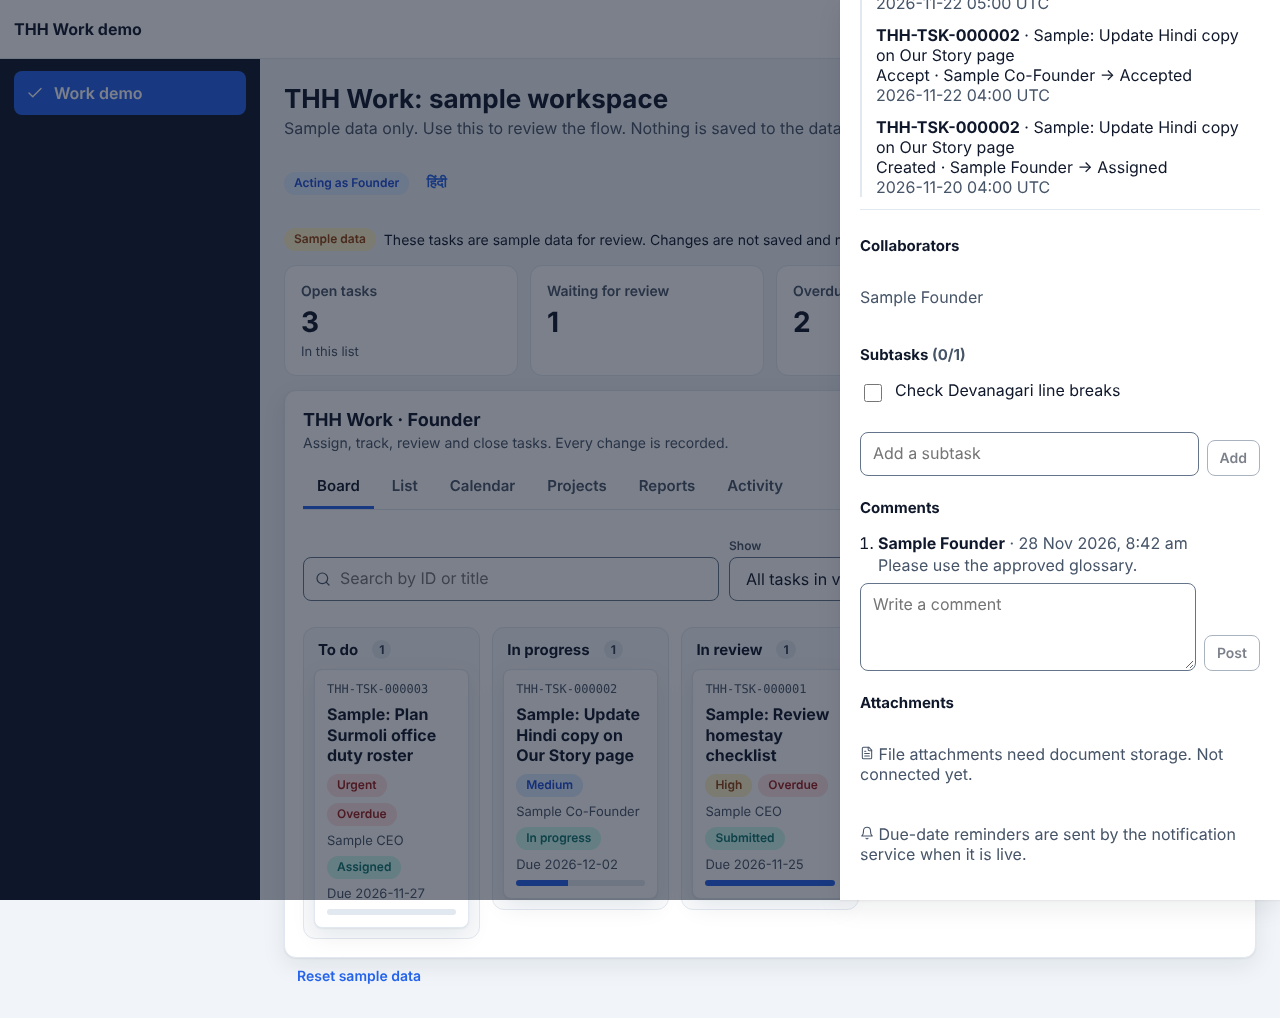 THH Work demo
Work demo
THH Work: sample workspace
Sample data only. Use this to review the flow. Nothing is saved to the data
Acting as Founder
हिंदी
Sample data
These tasks are sample data for review. Changes are not saved and
Open tasks
3
In this list
Waiting for review
1
2
THH Work · Founder
Assign, track, review and close tasks. Every change is recorded.
Board
List
Calendar
Projects
Reports
Activity
Search by ID or title
Show
All tasks in
To do
1
THH-TSK-000003
Sample: Plan
Surmoli office
duty roster
Urgent
Overdue
Sample CEO
Assigned
Due 2026-11-27
In progress
1
THH-TSK-000002
Sample: Update
Hindi copy on
Our Story page
Medium
Sample Co-Founder
In progress
Due 2026-12-02
In review
1
THH-TSK-000001
Sample: Review
homestay
checklist
High
Overdue
Sample CEO
Submitted
Due 2026-11-25
Reset sample data
2026-11-22 05:00 UTC
THH-TSK-000002 · Sample: Update Hindi copy
on Our Story page
Accept · Sample Co-Founder → Accepted
2026-11-22 04:00 UTC
THH-TSK-000002 · Sample: Update Hindi copy
on Our Story page
Created · Sample Founder → Assigned
2026-11-20 04:00 UTC
Collaborators
Sample Founder
Subtasks (0/1)
Check Devanagari line breaks
Add a subtask
Add
Comments
1. Sample Founder · 28 Nov 2026, 8:42 am
Please use the approved glossary.
Write a comment
Post
Attachments
File attachments need document storage. Not
connected yet.
Due-date reminders are sent by the notification
service when it is live.